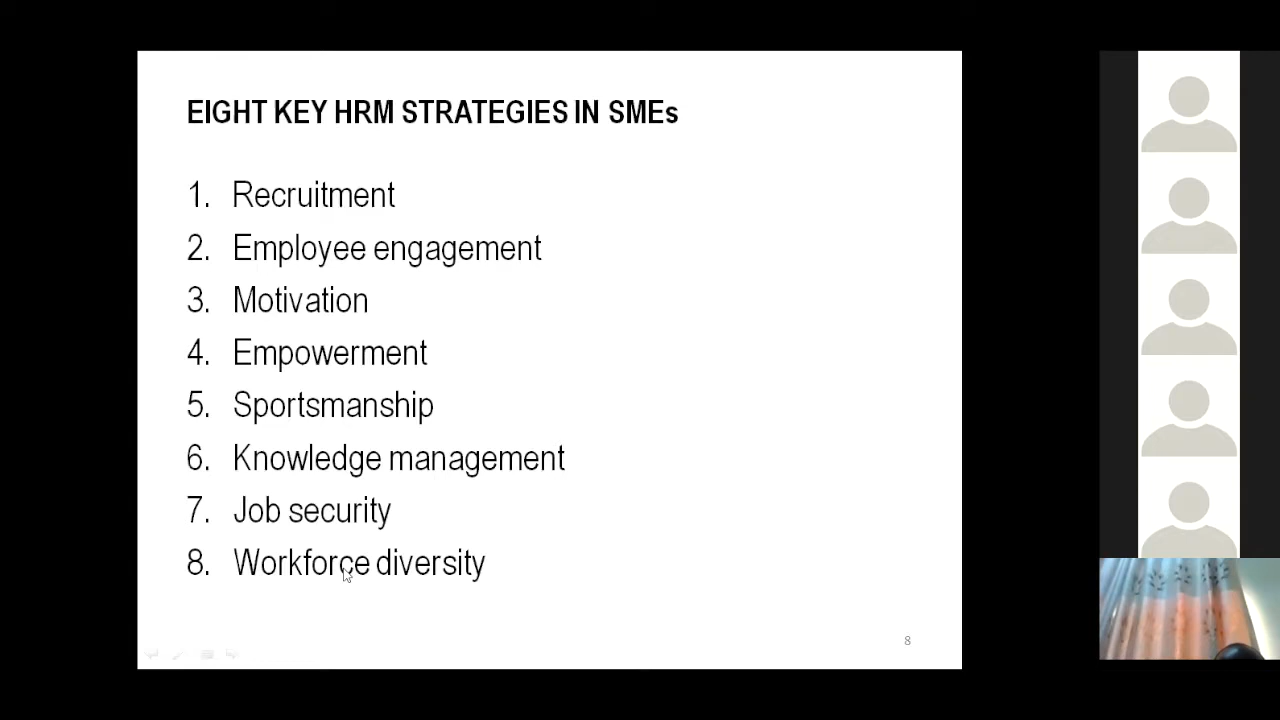 EIGHT KEY HRM STRATEGIES IN SMEs
1. Recruitment
2. Employee engagement
3. Motivation
4. Empowerment
5. Sportsmanship
6. Knowledge management
7. Job security
8. Workforce diversity
8